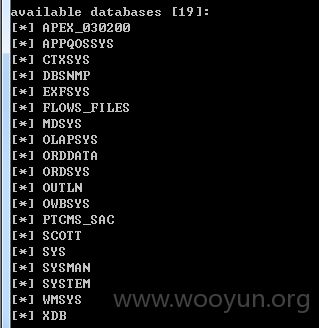 available databases [19]:
[*] APEX_030200
[*] APPQOSSYS
[*] CTXSYS
[*] DBSNMP
[*] EXFSYS
[*] FLOWS_FILES
[*] MDSYS
[*] OLAPSYS
[*] ORDDATA
[*] ORDSYS
[*] OUTLN
[*] OWBSYS
[*] PTCMS_SAC
[*] SCOTT
[*] SYS
[*] SYSMAN
[*] SYSTEM
[*] WMSYS
[*] XDB
www.wooyun.org